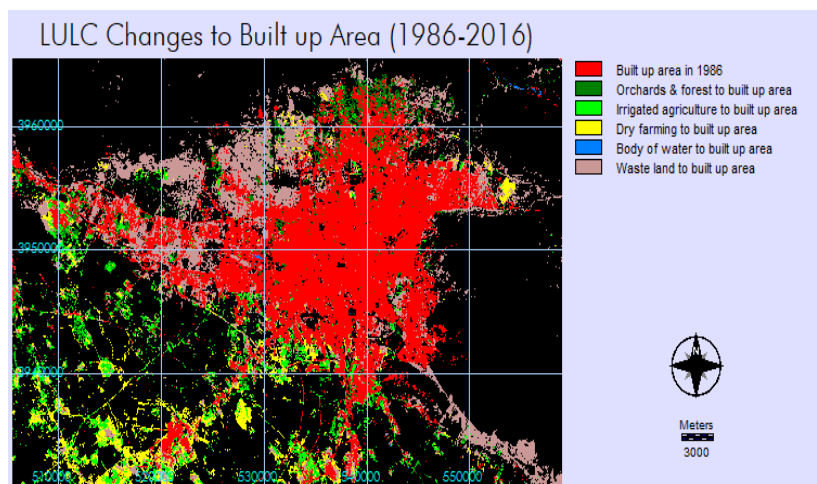 LULC Changes to Built up Area (1986-2016)
Built up area in 1986
Orchards & forest to built up area
Irrigated agriculture to built up area
Dry farming to built up area
Body of water to built up area
Waste land to built up area
3960000
3950000
N
Meters
3000
510000
530000
550000